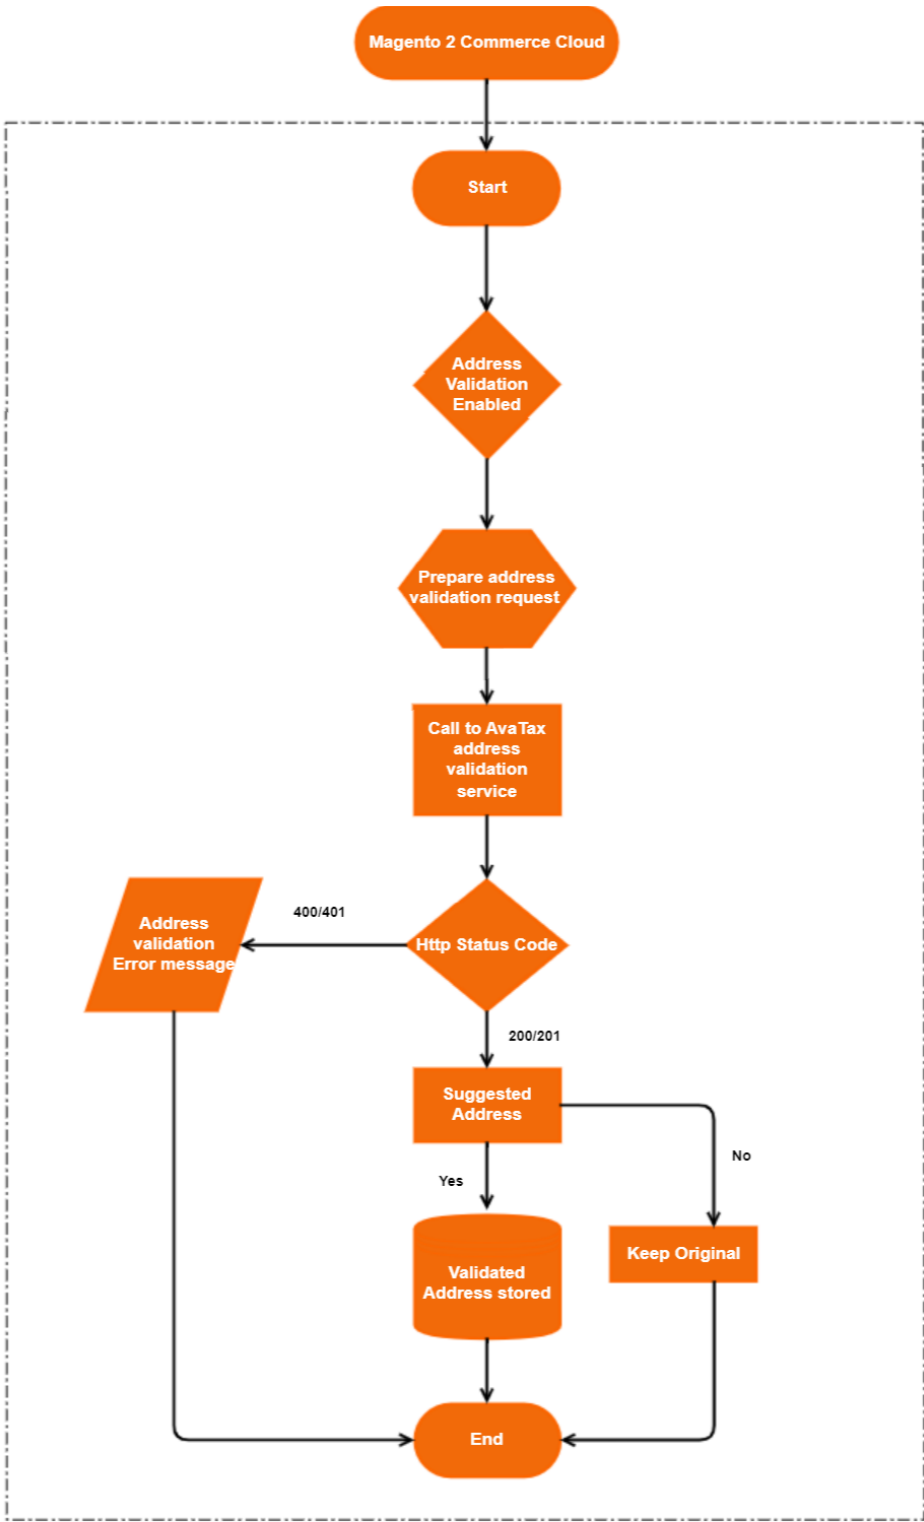 Magento 2 Commerce Cloud
Start
Address
Validation
Enabled
Prepare address
validation request
Call to AvaTax
address
validation
service
400/401
Address
validation
Error message
Http Status Code
200/201
Suggested
Address
No
Yes
Keep Original
Validated
Address stored
End